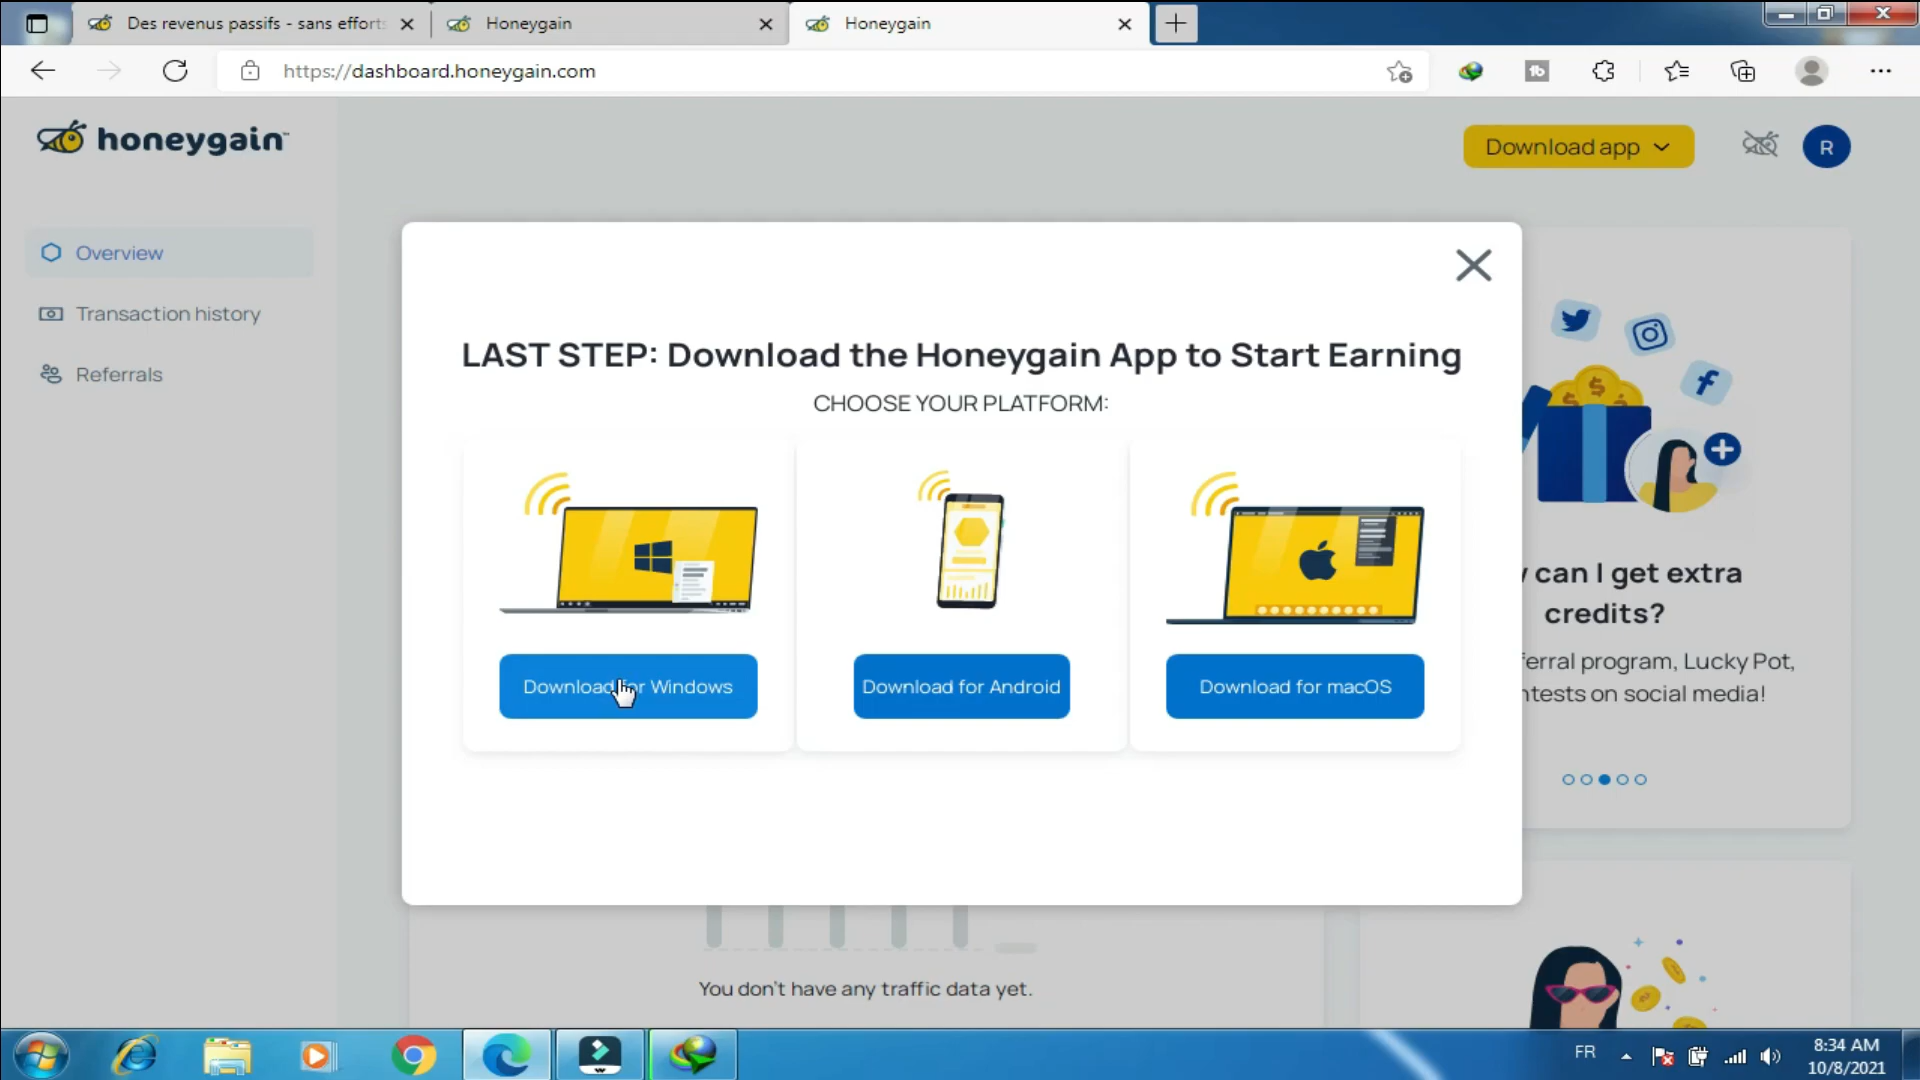 Des revenus passifs - sans effort
Honeygain
Honeygain
https://dashboard.honeygain.com
honeygain
Download app
R
Overview
Transaction history
Referrals
LAST STEP: Download the Honeygain App to Start Earning
CHOOSE YOUR PLATFORM:
Download for Windows
Download for Android
Download for macOS
can I get extra
credits?
ferral program, Lucky Pot,
ntests on social media!
You don't have any traffic data yet.
FR
8:34 AM
10/8/2021